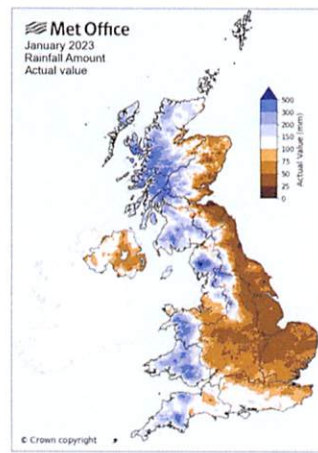 Met Office
January 2023
Rainfall Amount
Actual value
500
300
200
150
100
75
50
25
0
Actual Value (mm)
© Crown copyright